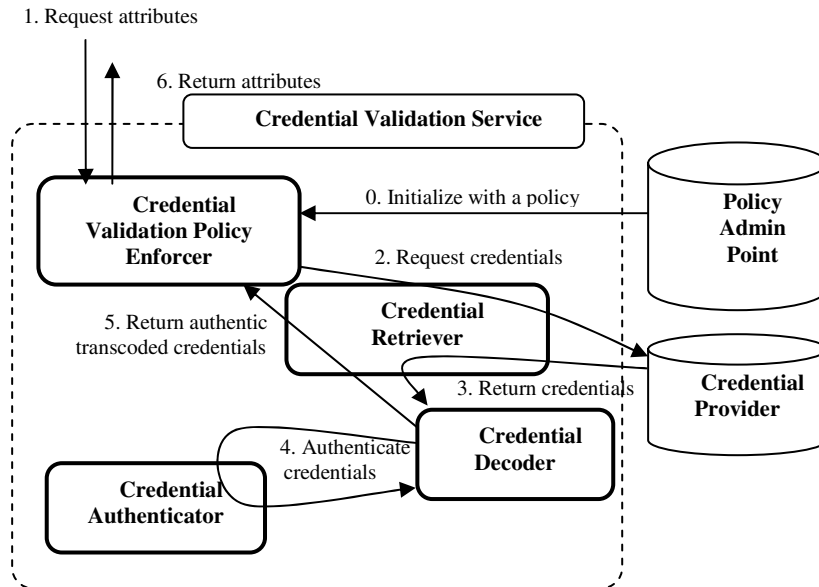 1. Request attributes
6. Return attributes
Credential Validation Service
Credential
Validation Policy
Enforcer
0. Initialize with a policy
Policy
Admin
Point
2. Request credentials
Credential
Retriever
5. Return authentic
transcoded credentials
3. Return credentials
Credential
Provider
4. Authenticate
credentials
Credential
Decoder
Credential
Authenticator